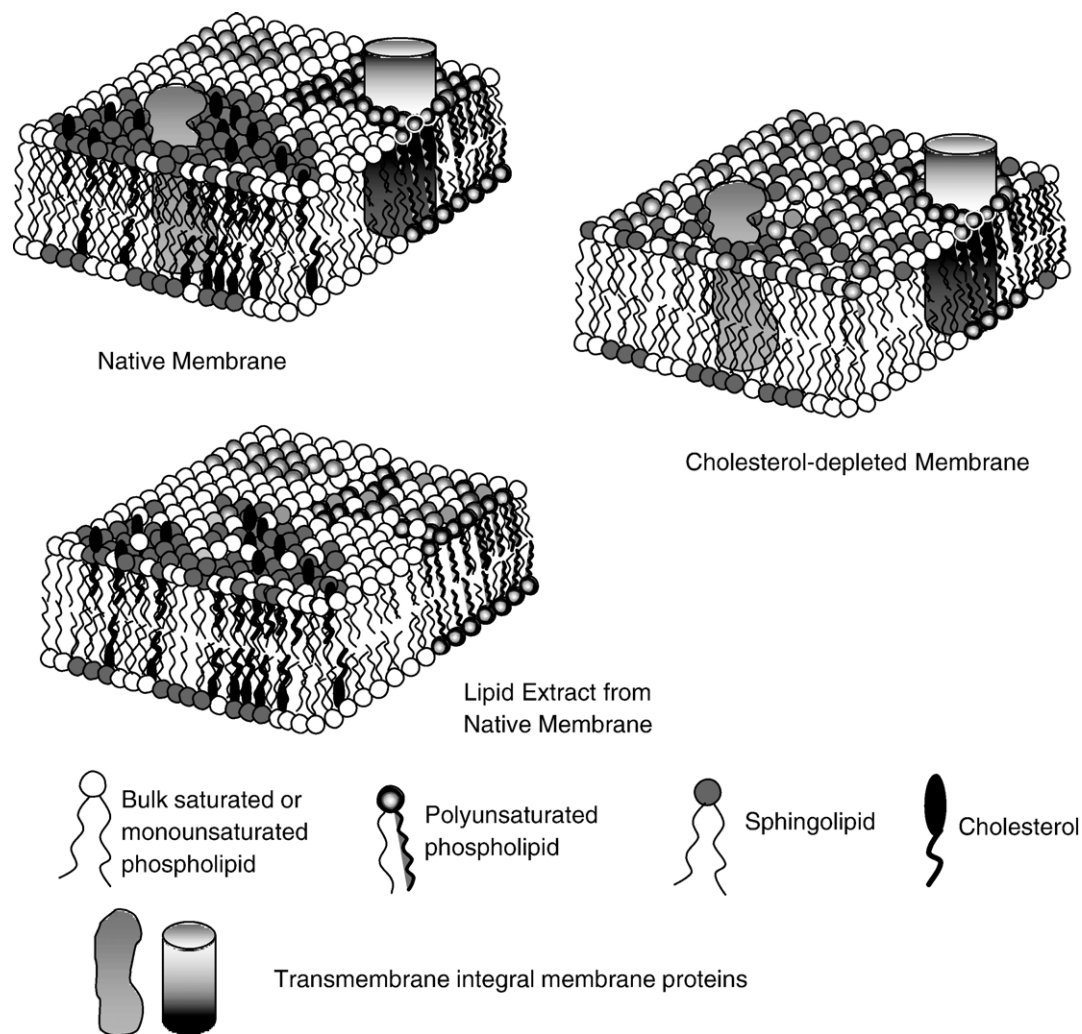 Native Membrane
Cholesterol-depleted Membrane
Lipid Extract from
Native Membrane
Bulk saturated or
monounsaturated
phospholipid
Polyunsaturated
phospholipid
Sphingolipid
Cholesterol
Transmembrane integral membrane proteins